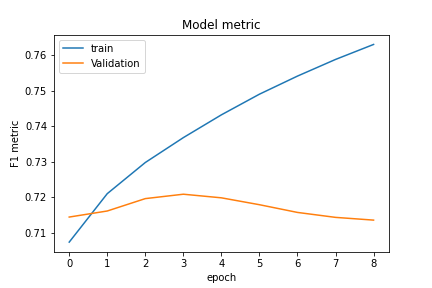 Model metric
train
Validation
F1 metric
0.76
0.75
0.74
0.73
0.72
0.71
0 1 2 3 4 5 6 7 8
epoch